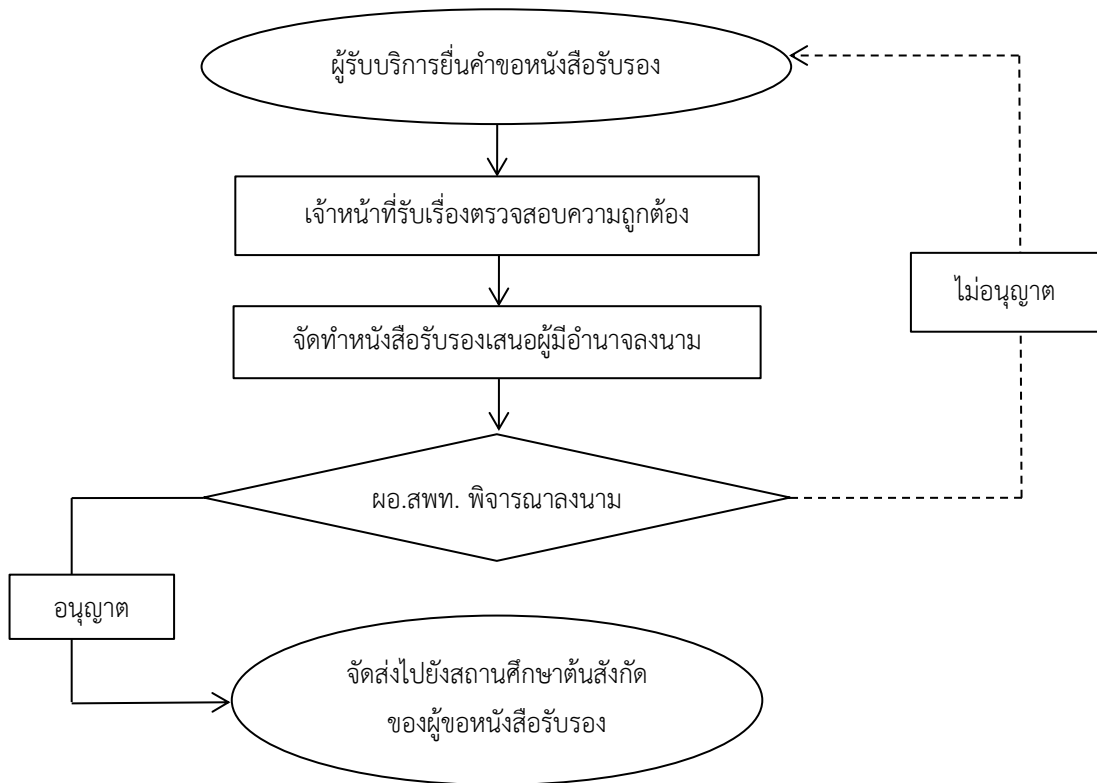 ผู้รับบริการยื่นคำขอหนังสือรับรอง
เจ้าหน้าที่รับเรื่องตรวจสอบความถูกต้อง
ไม่อนุญาต
จัดทำหนังสือรับรองเสนอผู้มีอำนาจลงนาม
ผอ.สพท. พิจารณาลงนาม
อนุญาต
จัดส่งไปยังสถานศึกษาต้นสังกัด
ของผู้ขอหนังสือรับรอง